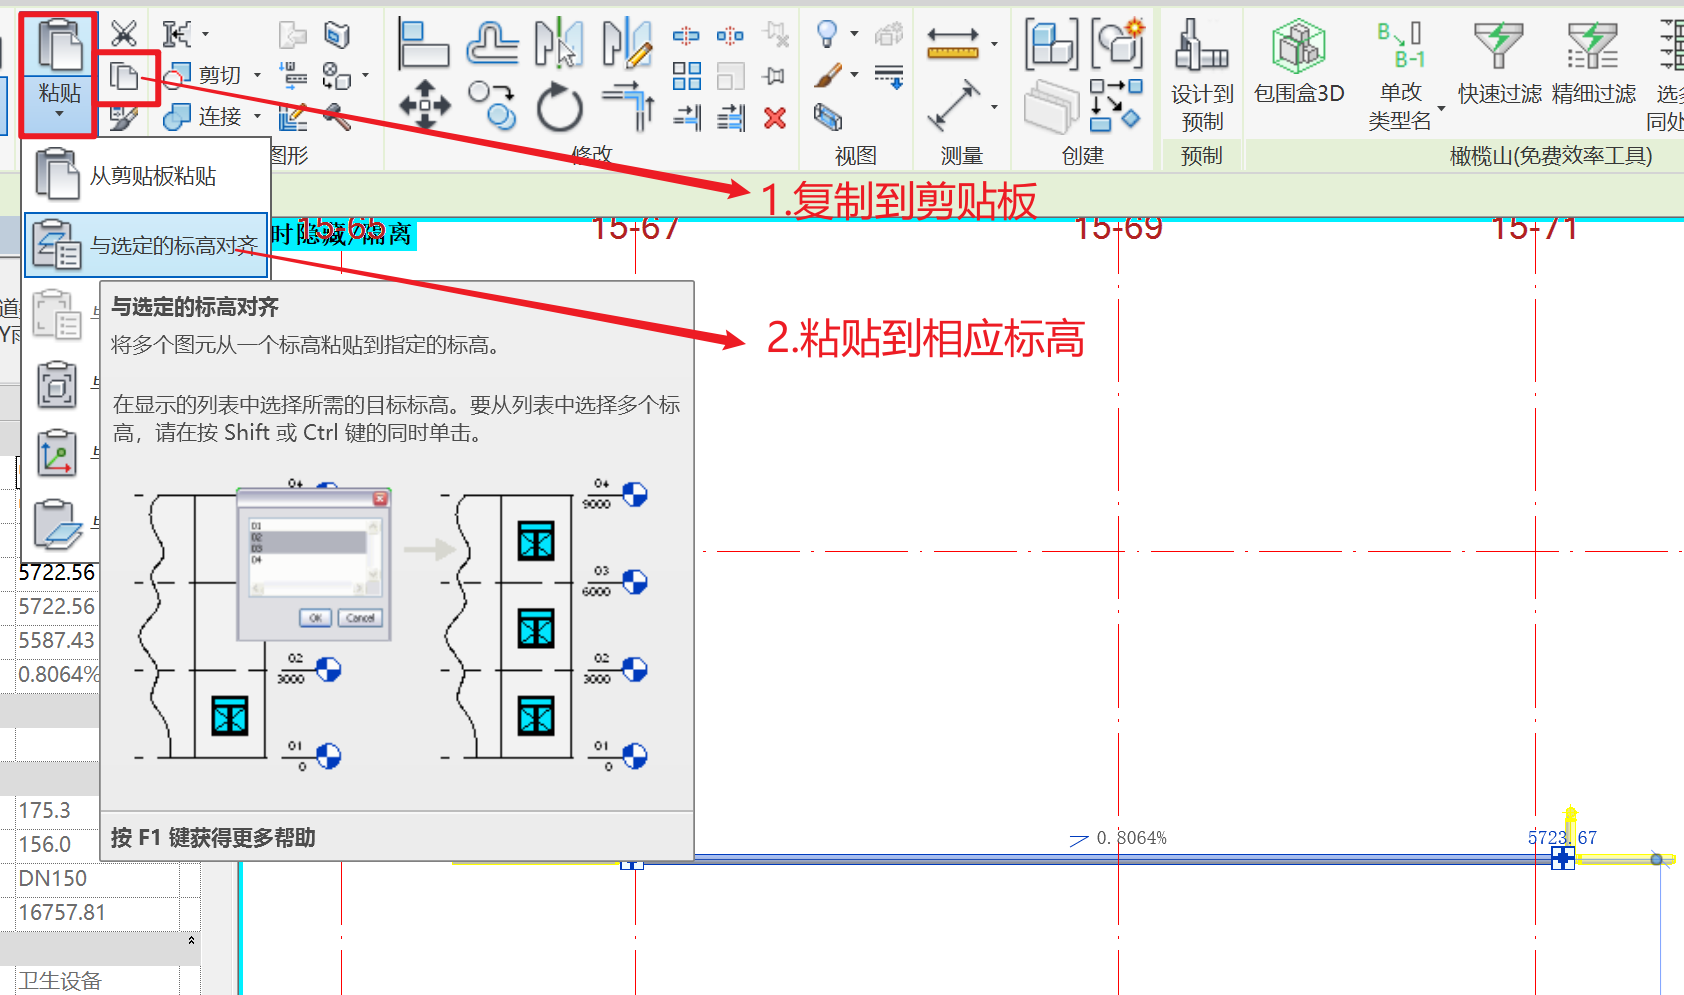 粘贴
剪切
连接
图形
修改
视图
测量
创建
设计到
预制
预制
包围盒3D
B
B-1
单改
类型名
快速过滤
精细过滤
橄榄山(免费效率工具)
从剪贴板粘贴
与选定的标高对齐
1.复制到剪贴板
2.粘贴到相应标高
时隐藏/隔离
15-65
15-67
15-69
15-71
与选定的标高对齐
将多个图元从一个标高粘贴到指定的标高。
在显示的列表中选择所需的目标标高。要从列表中选择多个标
高，请在按 Shift 或 Ctrl 键的同时单击。
04
01
02
03
04
OK
Cancel
02
3000
01
0
04
9000
03
6000
02
3000
01
0
按 F1 键获得更多帮助
5722.56
5722.56
5587.43
0.8064%
175.3
156.0
DN150
16757.81
卫生设备
0.8064%
5723.67